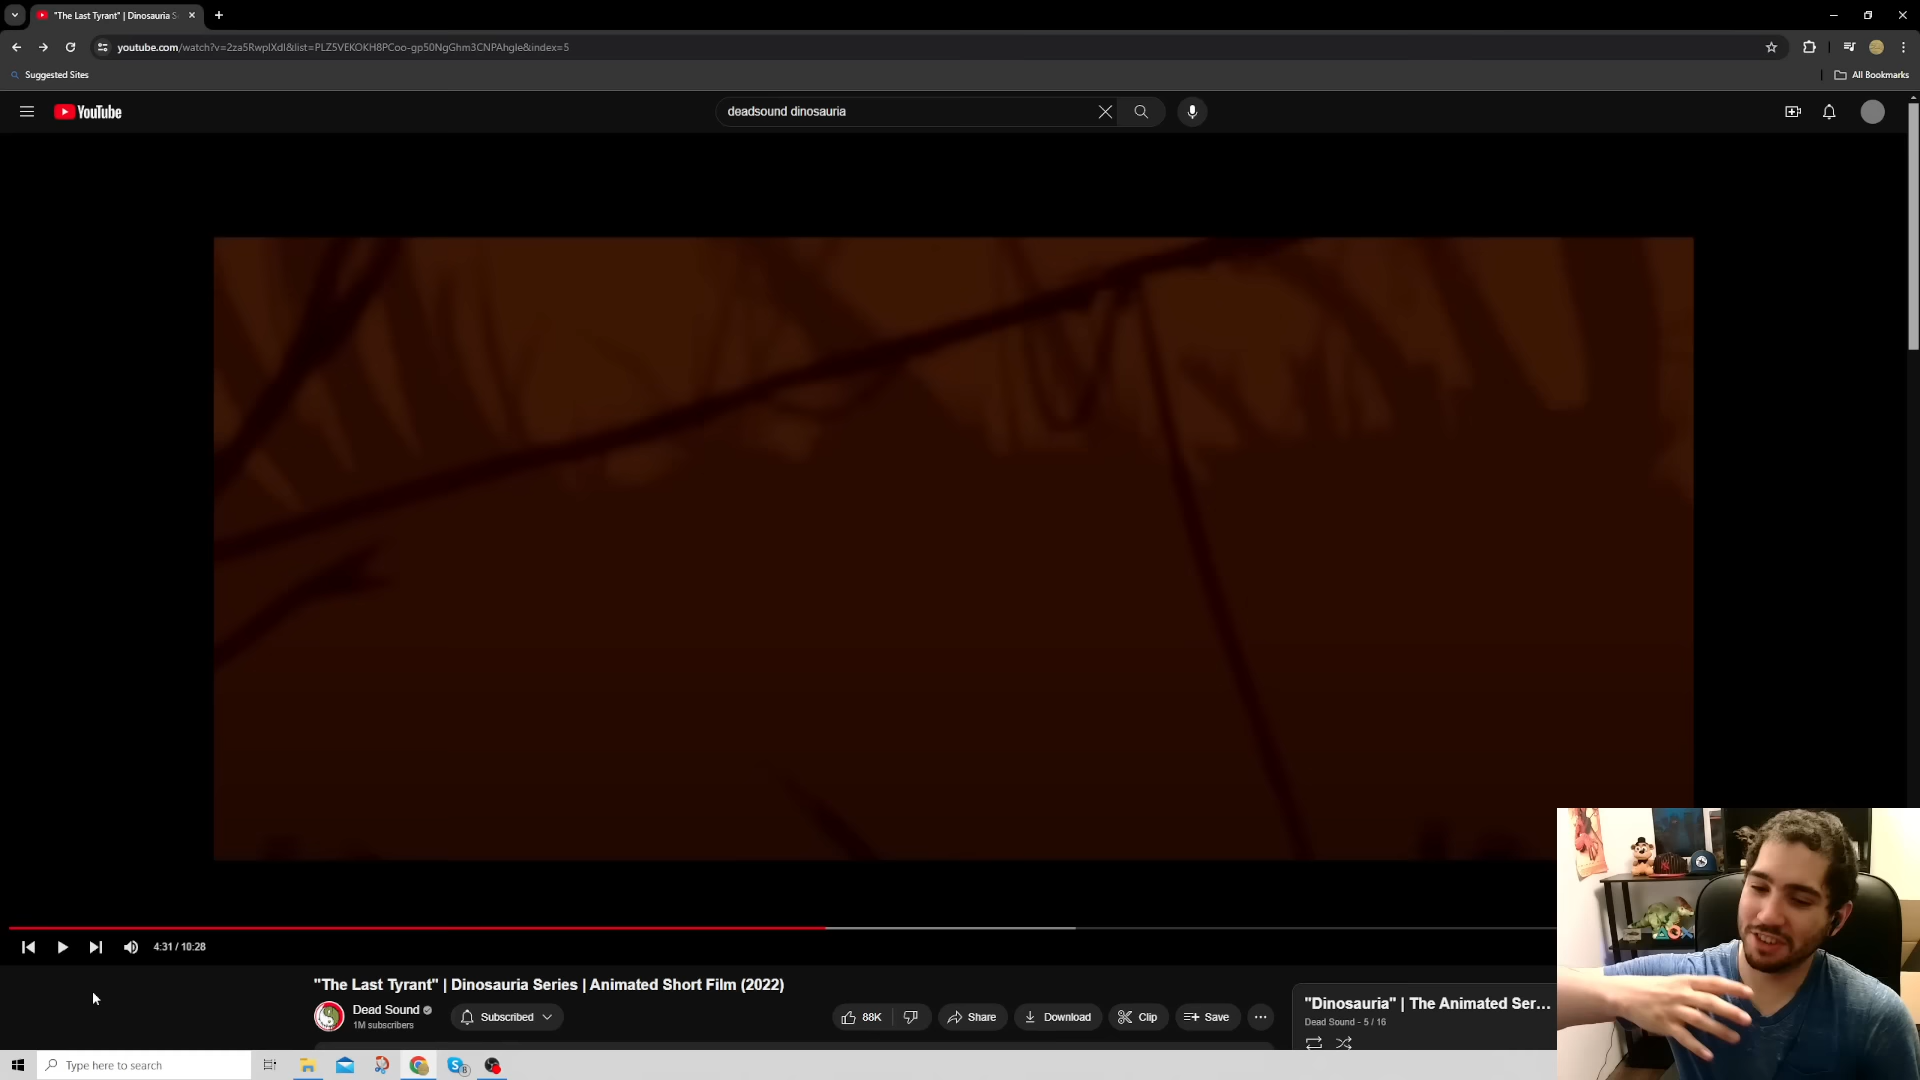 "The Last Tyrant" | Dinosauria S
youtube.com/watch?v=2za5RwplXdI&list=PLZ5VEKOKH8PCoo-gp50NgGhm3CNPAhgle&index=5
Suggested Sites
All Bookmarks
YouTube
deadsound dinosauria
4:31 / 10:28
"The Last Tyrant" | Dinosauria Series | Animated Short Film (2022)
Dead Sound
1M subscribers
Subscribed
88K
Share
Download
Clip
Save
"Dinosauria" | The Animated Ser...
Dead Sound - 5 / 16
Type here to search
8